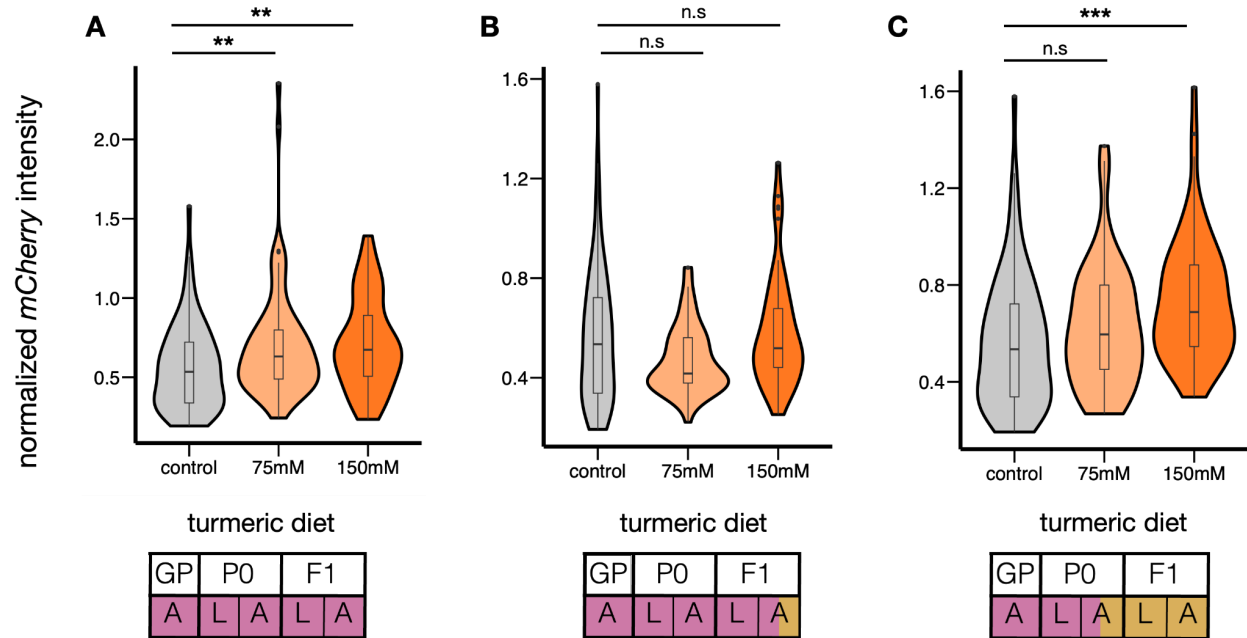 A
**
**
normalized mCherry intensity
2.0
1.5
1.0
0.5
control 75mM 150mM
turmeric diet
GP P0 F1
A L A L A
B
n.s
n.s
1.6
1.2
0.8
0.4
control 75mM 150mM
turmeric diet
GP P0 F1
A L A L A
C
***
n.s
1.6
1.2
0.8
0.4
control 75mM 150mM
turmeric diet
GP P0 F1
A L A L A